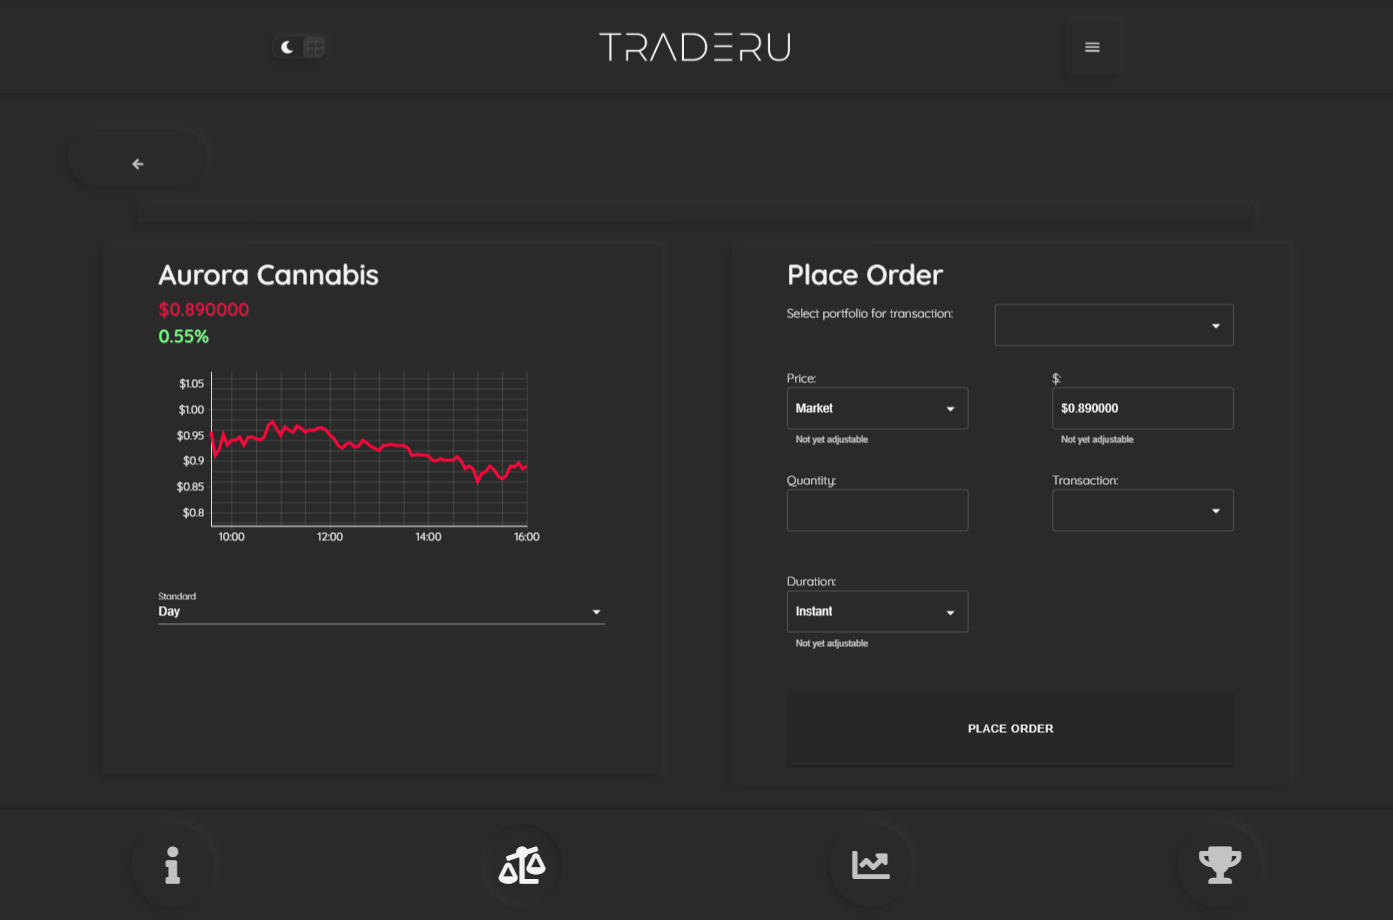 TRADERU
Aurora Cannabis
$0.890000
0.55%
$1.05
$1.00
$0.95
$0.9
$0.85
$0.8
10:00 12:00 14:00 16:00
Standard
Day
Place Order
Select portfolio for transaction:
Price: $:
Market $0.890000
Not yet adjustable Not yet adjustable
Quantity: Transaction:
Duration:
Instant
Not yet adjustable
PLACE ORDER